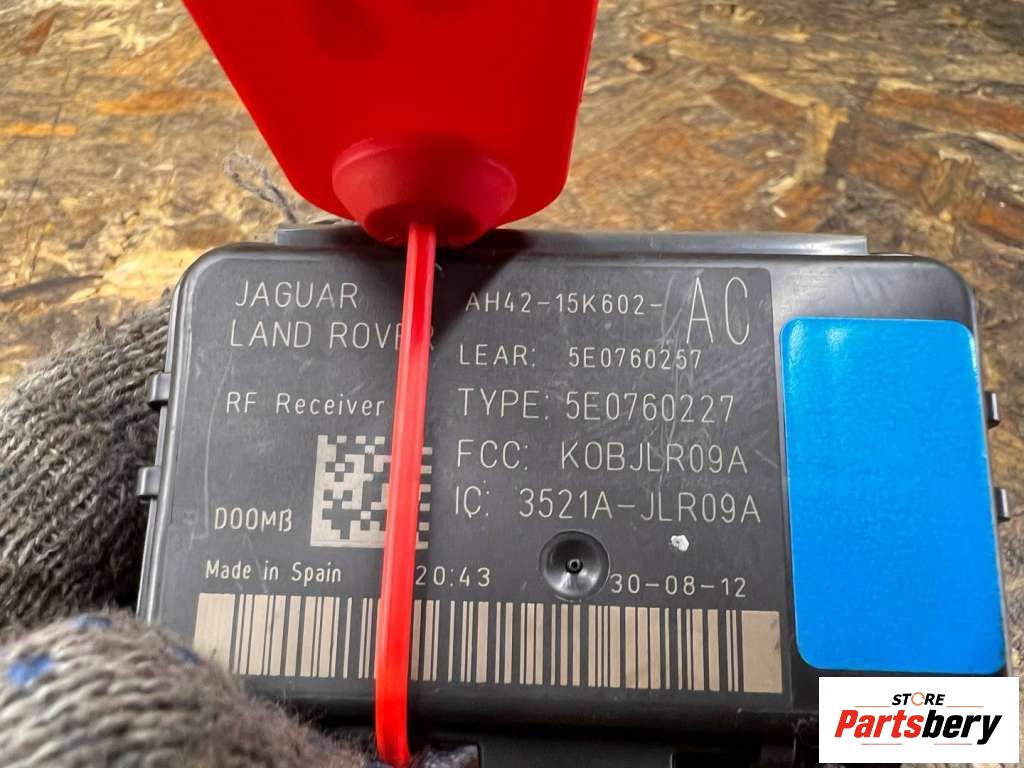 JAGUAR
LAND ROVER
AH42-15K602-AC
LEAR: 5E0760257
RF Receiver
TYPE: 5E0760227
FCC: KOBJLR09A
IC: 3521A-JLR09A
Made in Spain
20:43
30-08-12
STORE
Partsbery